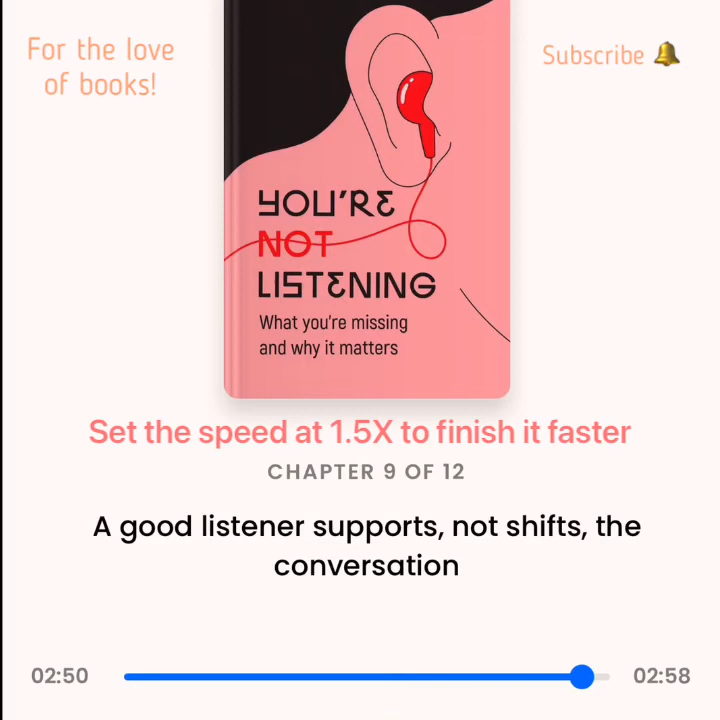 For the love
of books!
Subscribe 🔔
YOU'RE
NOT
LISTENING
What you're missing
and why it matters
Set the speed at 1.5X to finish it faster
CHAPTER 9 OF 12
A good listener supports, not shifts, the
conversation
02:50
02:58